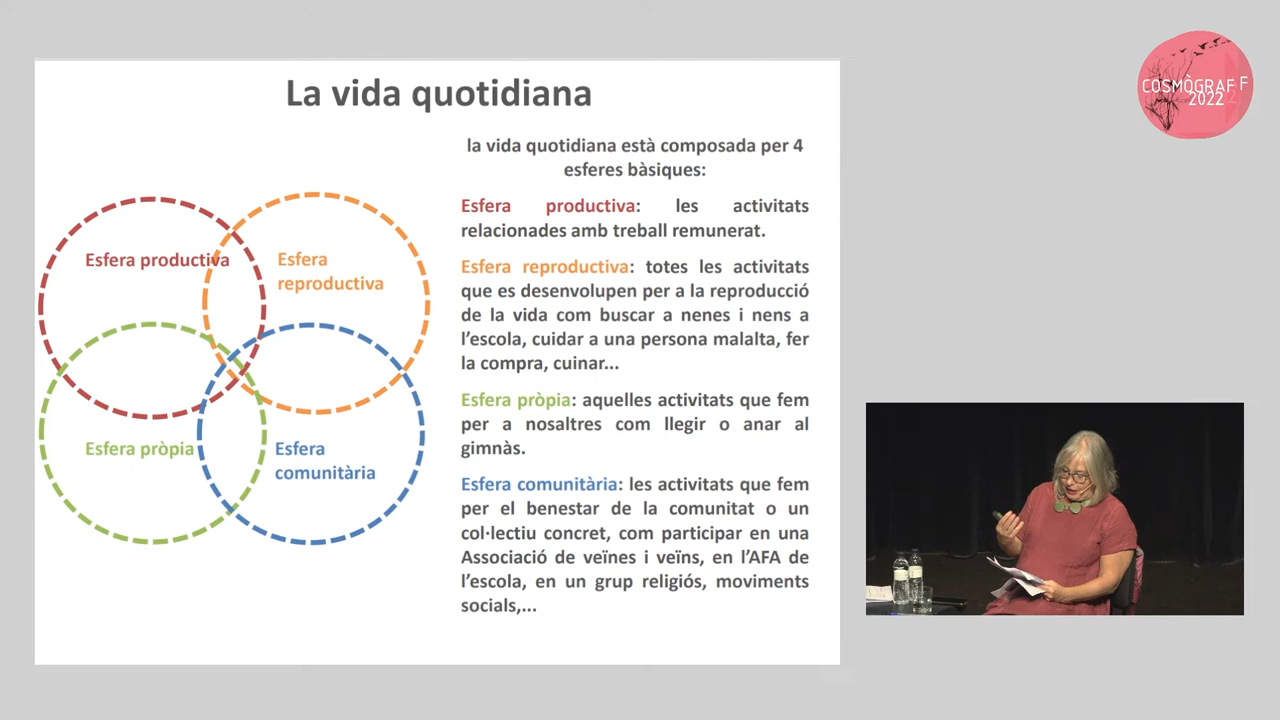 La vida quotidiana
la vida quotidiana està composada per 4
esferes bàsiques:
Esfera productiva: les activitats
relacionades amb treball remunerat.
Esfera reproductiva: totes les activitats
que es desenvolupen per a la reproducció
de la vida com buscar a nenes i nens a
l'escola, cuidar a una persona malalta, fer
la compra, cuinar...
Esfera pròpia: aquelles activitats que fem
per a nosaltres com llegir o anar al
gimnàs.
Esfera comunitària: les activitats que fem
per el benestar de la comunitat o un
col·lectiu concret, com participar en una
Associació de veïnes i veïns, en l'AFA de
l'escola, en un grup religiós, moviments
socials,...
Esfera productiva
Esfera
reproductiva
Esfera pròpia
Esfera
comunitària
COSMÒGRAF F
2022